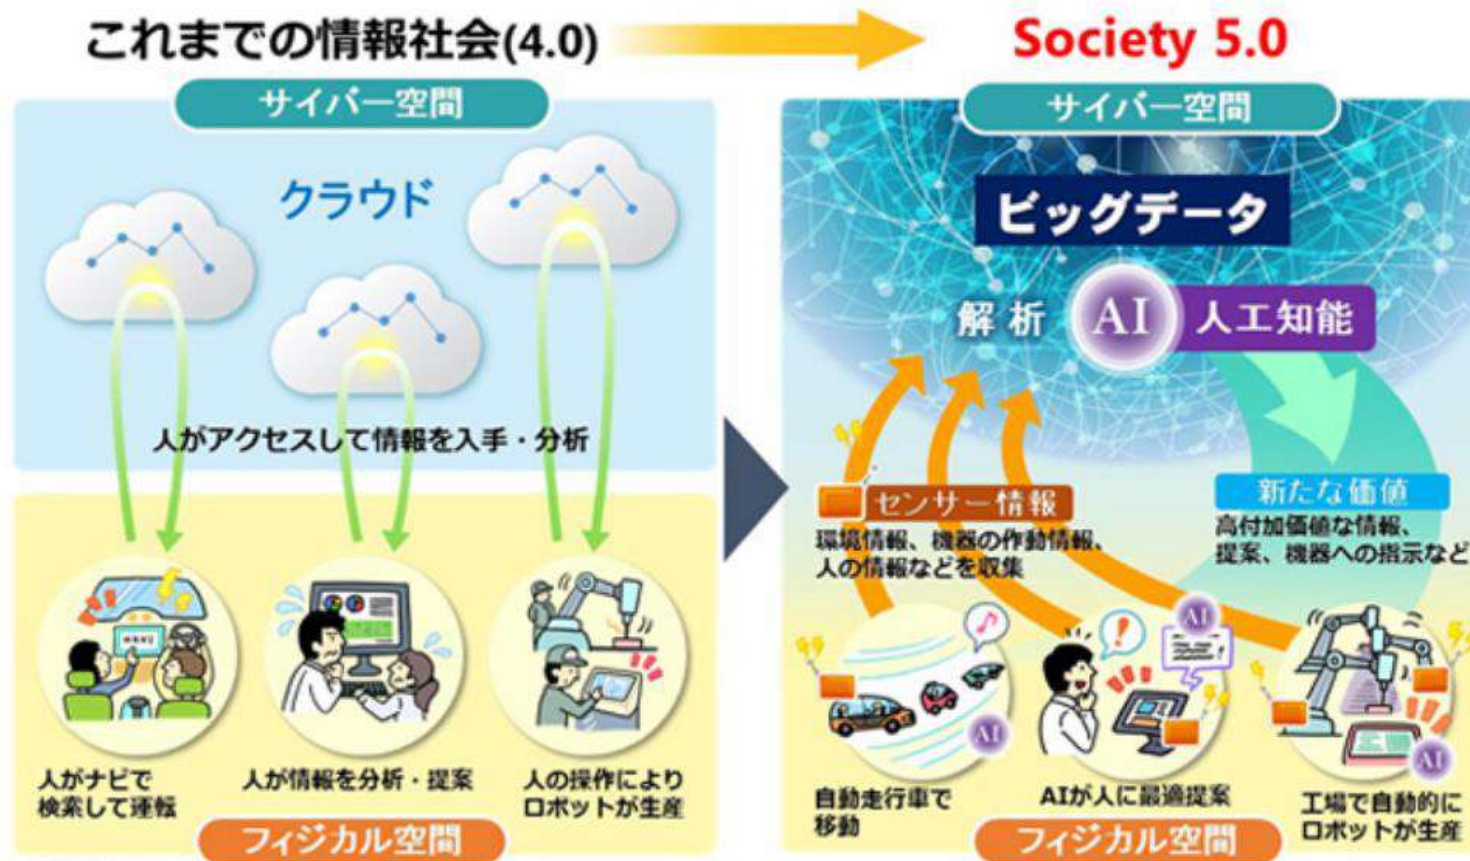 これまでの情報社会(4.0)
Society 5.0
サイバー空間
クラウド
人がアクセスして情報を入手・分析
人がナビで
検索して運転
人が情報を分析・提案
人の操作により
ロボットが生産
フィジカル空間
サイバー空間
ビッグデータ
解析
AI
人工知能
センサー情報
環境情報、機器の作動情報、
人の情報などを収集
新たな価値
高付加価値な情報、
提案、機器への指示など
AI
AI
AI
自動走行車で
移動
AIが人に最適提案
工場で自動的に
ロボットが生産
フィジカル空間